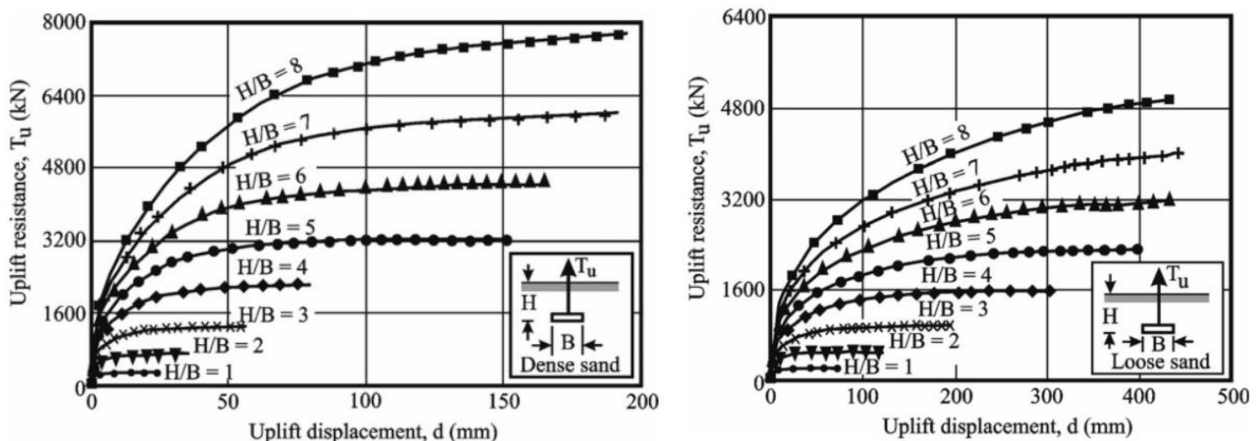 8000
6400
4800
3200
1600
0
Uplift resistance, Tᵤ (kN)
H/B = 8
H/B = 7
H/B = 6
H/B = 5
H/B = 4
H/B = 3
H/B = 2
H/B = 1
Tᵤ
H
B
Dense sand
0 50 100 150 200
Uplift displacement, d (mm)
6400
4800
3200
1600
0
Uplift resistance, Tᵤ (kN)
H/B = 8
H/B = 7
H/B = 6
H/B = 5
H/B = 4
H/B = 3
H/B = 2
H/B = 1
Tᵤ
H
B
Loose sand
0 100 200 300 400 500
Uplift displacement, d (mm)